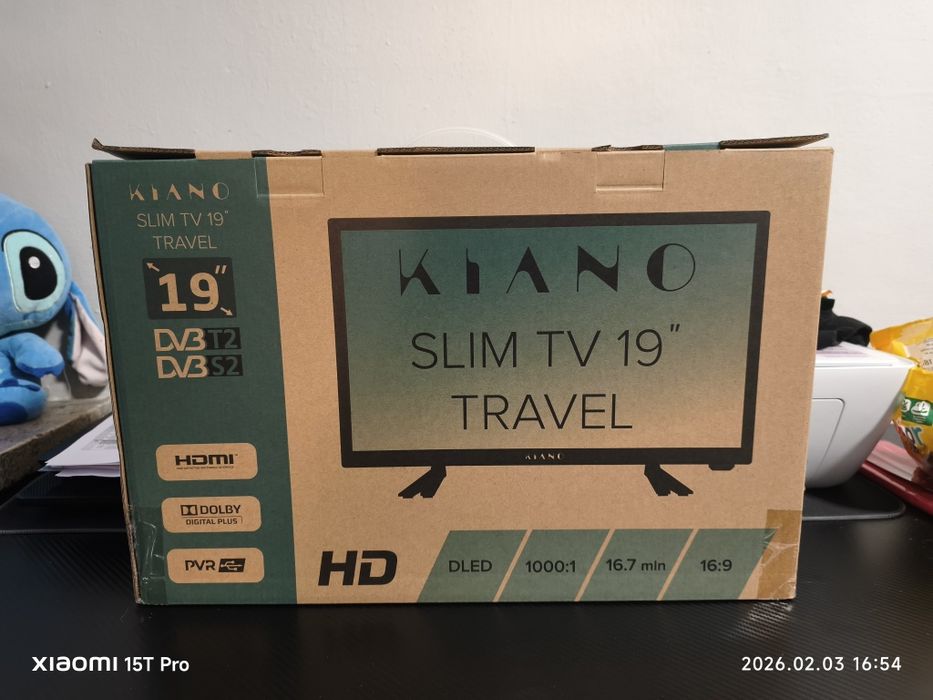 KIANO
SLIM TV 19"
TRAVEL
19"
DVB T2
DVB S2
HDMI
DOLBY
DIGITAL PLUS
PVR
KIANO
SLIM TV 19"
TRAVEL
KIANO
HD
DLED
1000:1
16.7 mln
16:9
XIAOMI 15T Pro
2026.02.03 16:54